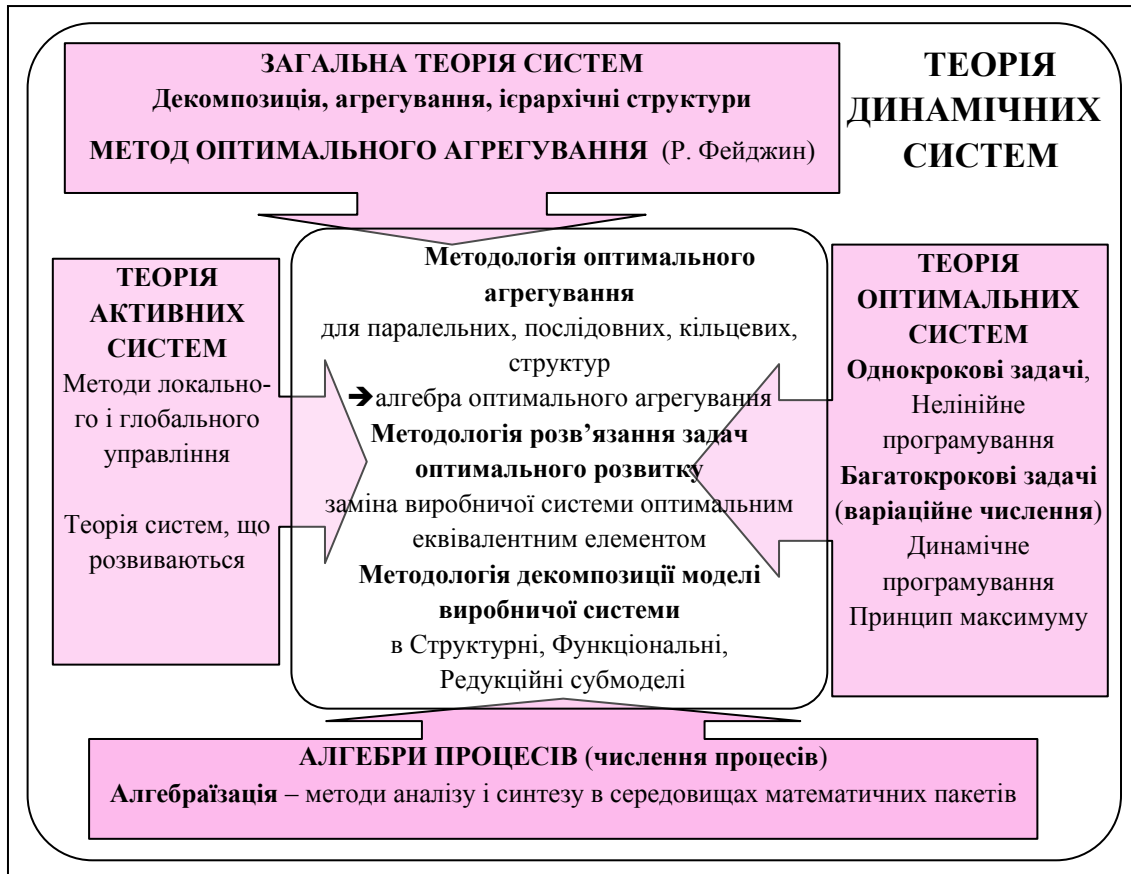 ЗАГАЛЬНА ТЕОРІЯ СИСТЕМ
Декомпозиція, агрегування, ієрархічні структури
МЕТОД ОПТИМАЛЬНОГО АГРЕГУВАННЯ (Р. Фейджин)
ТЕОРІЯ
ДИНАМІЧНИХ
СИСТЕМ
ТЕОРІЯ
АКТИВНИХ
СИСТЕМ
Методи локально-
го і глобального
управління
Теорія систем, що
розвиваються
Методологія оптимального
агрегування
для паралельних, послідовних, кільцевих,
структур
➔алгебра оптимального агрегування
Методологія розв’язання задач
оптимального розвитку
заміна виробничої системи оптимальним
еквівалентним елементом
Методологія декомпозиції моделі
виробничої системи
в Структурні, Функціональні,
Редукційні субмоделі
ТЕОРІЯ
ОПТИМАЛЬНИХ
СИСТЕМ
Однокрокові задачі,
Нелінійне
програмування
Багатокрокові задачі
(варіаційне числення)
Динамічне
програмування
Принцип максимуму
АЛГЕБРИ ПРОЦЕСІВ (числення процесів)
Алгебраїзація – методи аналізу і синтезу в середовищах математичних пакетів